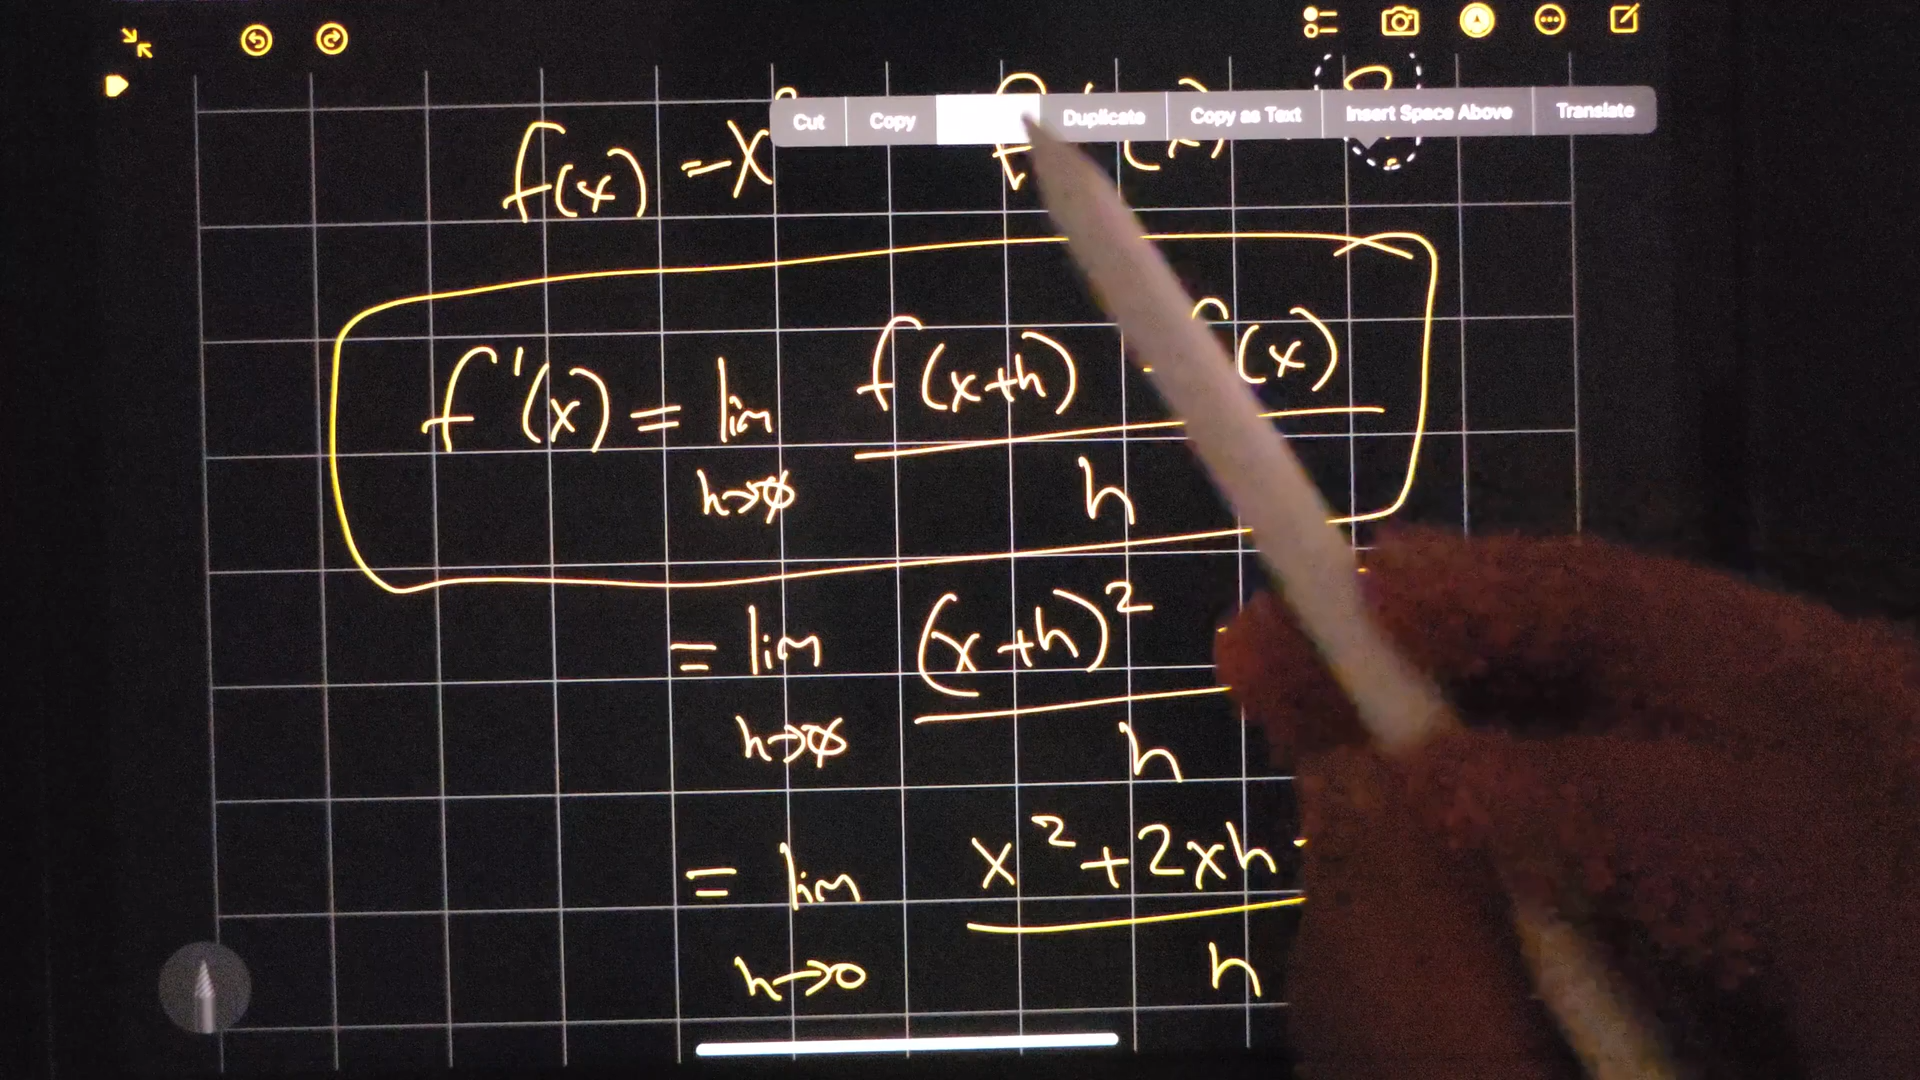 Cut Copy Duplicate Copy as Text Insert Space Above Translate
f(x) = x f'(x) ?
f'(x) = lim f(x+h) - f(x)
h→0 h
= lim (x+h)²
h→0 h
= lim x² + 2xh
h→0 h